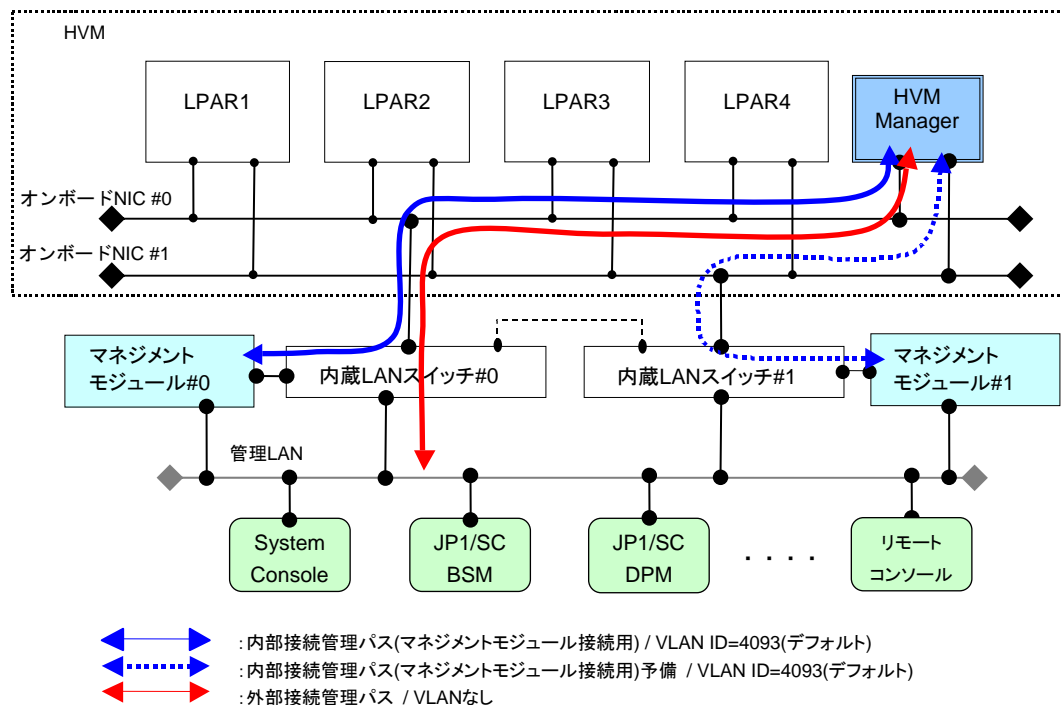 HVM
LPAR1
LPAR2
LPAR3
LPAR4
HVM
Manager
オンボードNIC #0
オンボードNIC #1
マネジメント
モジュール#0
内蔵LANスイッチ#0
内蔵LANスイッチ#1
マネジメント
モジュール#1
管理LAN
System
Console
JP1/SC
BSM
JP1/SC
DPM
. . . .
リモート
コンソール
:内部接続管理パス(マネジメントモジュール接続用) / VLAN ID=4093(デフォルト)
:内部接続管理パス(マネジメントモジュール接続用)予備 / VLAN ID=4093(デフォルト)
:外部接続管理パス / VLANなし